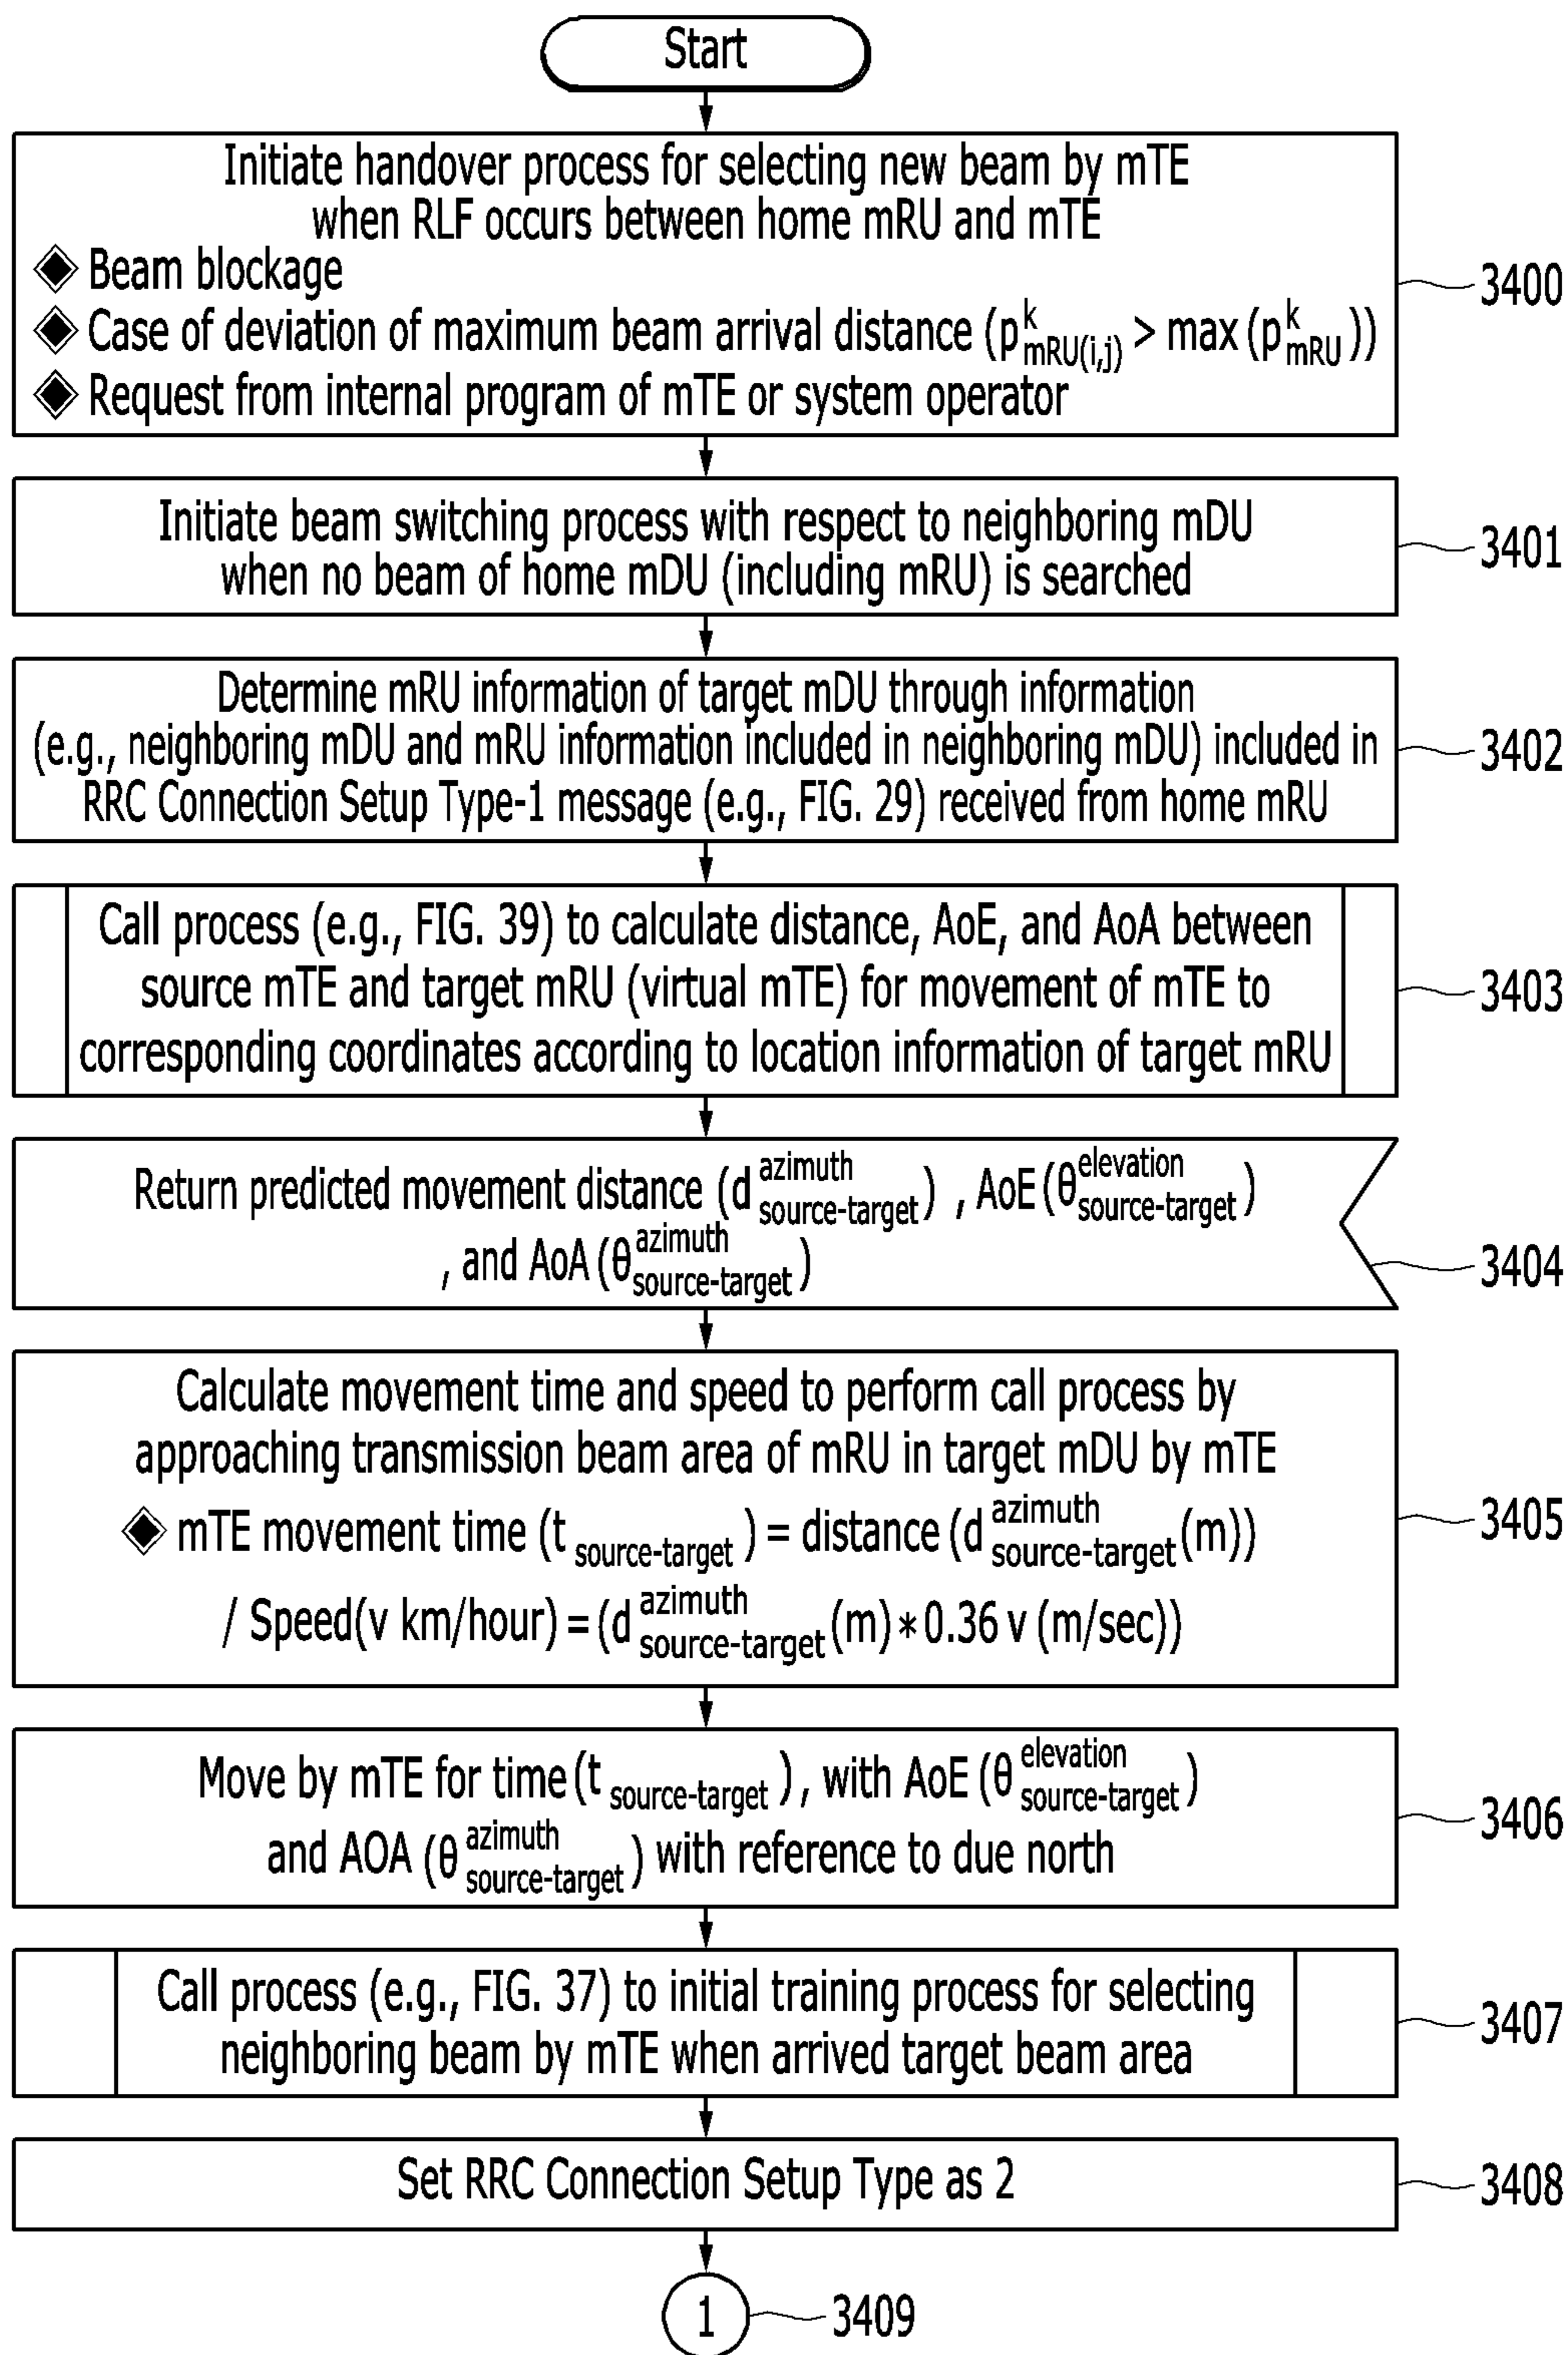 Start
Initiate handover process for selecting new beam by mTE
when RLF occurs between home mRU and mTE
◈ Beam blockage
◈ Case of deviation of maximum beam arrival distance (p^k_mRU(i,j) > max (p^k_mRU))
◈ Request from internal program of mTE or system operator
3400
Initiate beam switching process with respect to neighboring mDU
when no beam of home mDU (including mRU) is searched
3401
Determine mRU information of target mDU through information
(e.g., neighboring mDU and mRU information included in neighboring mDU) included in
RRC Connection Setup Type-1 message (e.g., FIG. 29) received from home mRU
3402
Call process (e.g., FIG. 39) to calculate distance, AoE, and AoA between
source mTE and target mRU (virtual mTE) for movement of mTE to
corresponding coordinates according to location information of target mRU
3403
Return predicted movement distance (d^azimuth_source-target) , AoE (θ^elevation_source-target)
, and AoA (θ^azimuth_source-target)
3404
Calculate movement time and speed to perform call process by
approaching transmission beam area of mRU in target mDU by mTE
◈ mTE movement time (t_source-target) = distance (d^azimuth_source-target (m))
/ Speed(v km/hour) = (d^azimuth_source-target (m) * 0.36 v (m/sec))
3405
Move by mTE for time (t_source-target), with AoE (θ^elevation_source-target)
and AOA (θ^azimuth_source-target) with reference to due north
3406
Call process (e.g., FIG. 37) to initial training process for selecting
neighboring beam by mTE when arrived target beam area
3407
Set RRC Connection Setup Type as 2
3408
1
3409